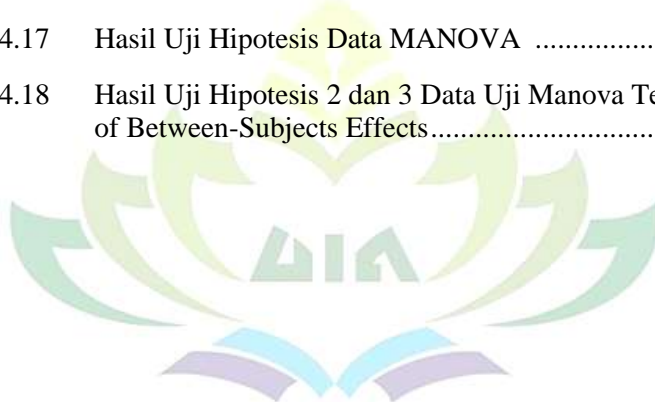 4.17 Hasil Uji Hipotesis Data MANOVA ................
4.18 Hasil Uji Hipotesis 2 dan 3 Data Uji Manova Te
of Between-Subjects Effects..............................
UIN